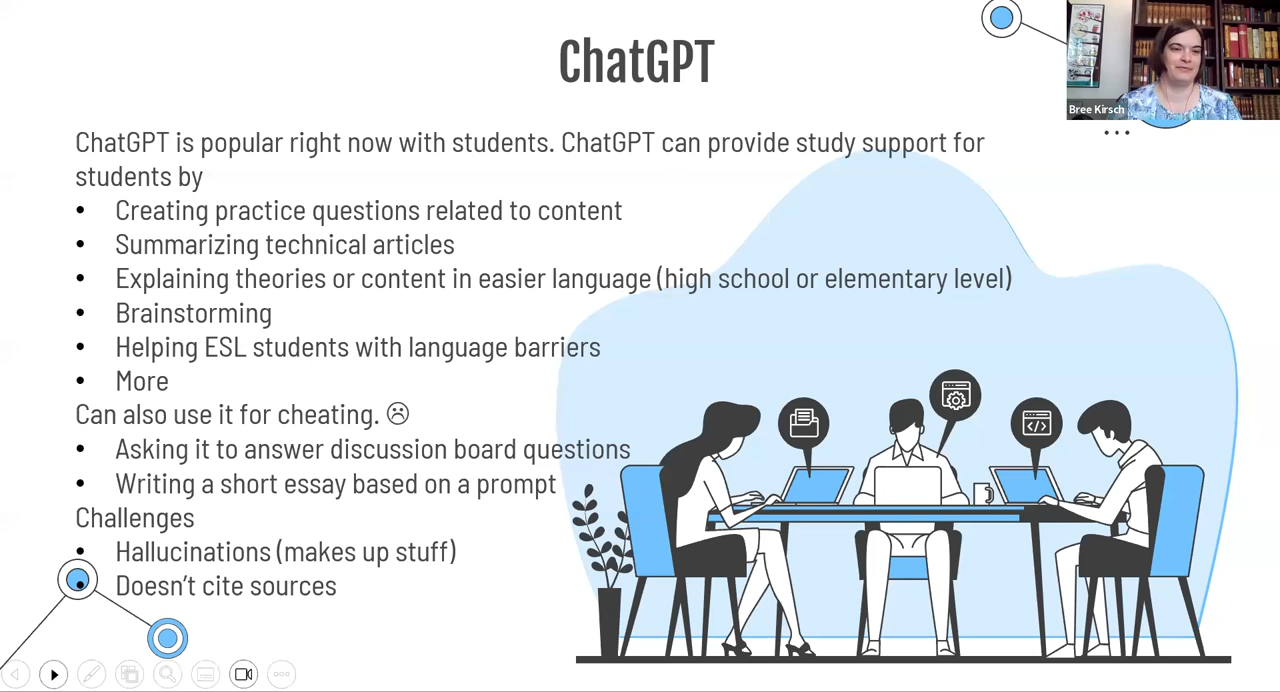 ChatGPT
Bree Kirsch
ChatGPT is popular right now with students. ChatGPT can provide study support for
students by
• Creating practice questions related to content
• Summarizing technical articles
• Explaining theories or content in easier language (high school or elementary level)
• Brainstorming
• Helping ESL students with language barriers
• More
Can also use it for cheating. ☹
• Asking it to answer discussion board questions
• Writing a short essay based on a prompt
Challenges
• Hallucinations (makes up stuff)
• Doesn't cite sources